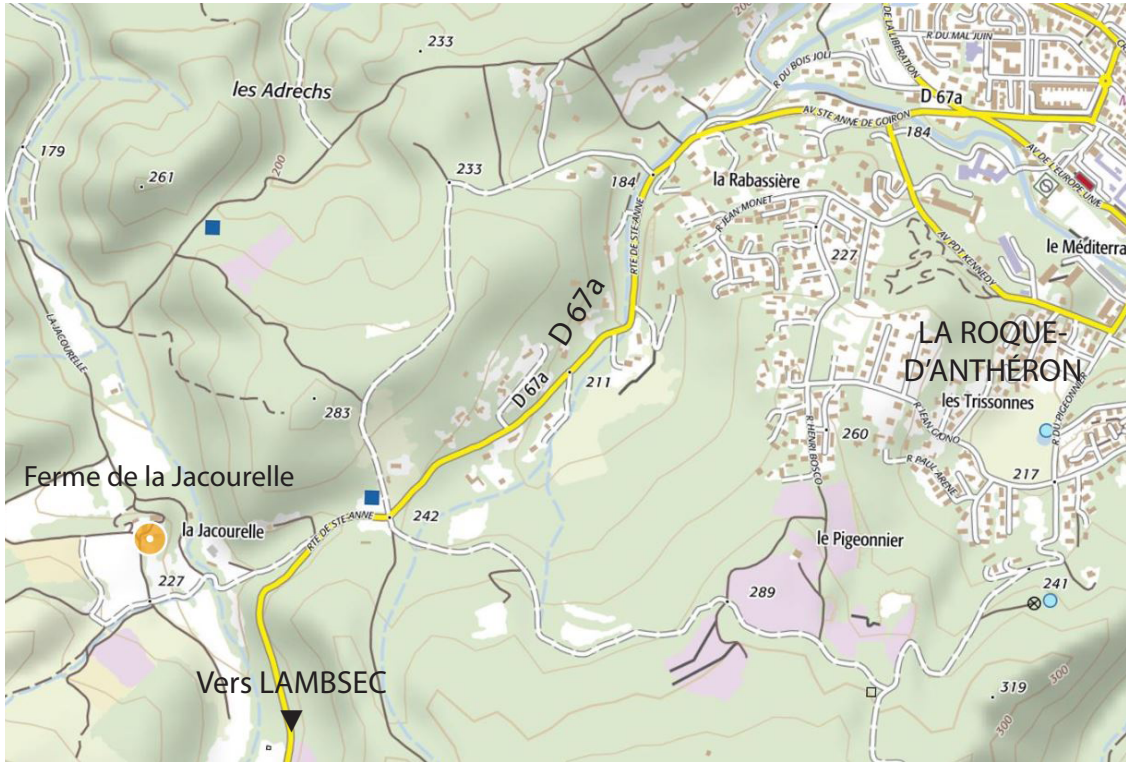 233
200
les Adrechs
179
261
200
233
184
R DU BOIS JOLI
DE LA LIBERATION
R DU MAL JUIN
D 67a
AV STE ANNE DE GOIRON
184
AV DE L'EUROPE UNIE
la Rabassière
R JEAN MONET
RTE DE STE ANNE
227
AV PDT KENNEDY
le Méditerra
LA JACOURELLE
D 67a
D 67a
211
283
LA ROQUE-
D'ANTHÉRON
les Trissonnes
R JEAN GIONO
R DU PIGEONNIER
R HENRI BOSCO
260
R PAUL ARENE
217
Ferme de la Jacourelle
la Jacourelle
RTE DE STE ANNE
242
227
le Pigeonnier
289
241
Vers LAMBSEC
319
300
300